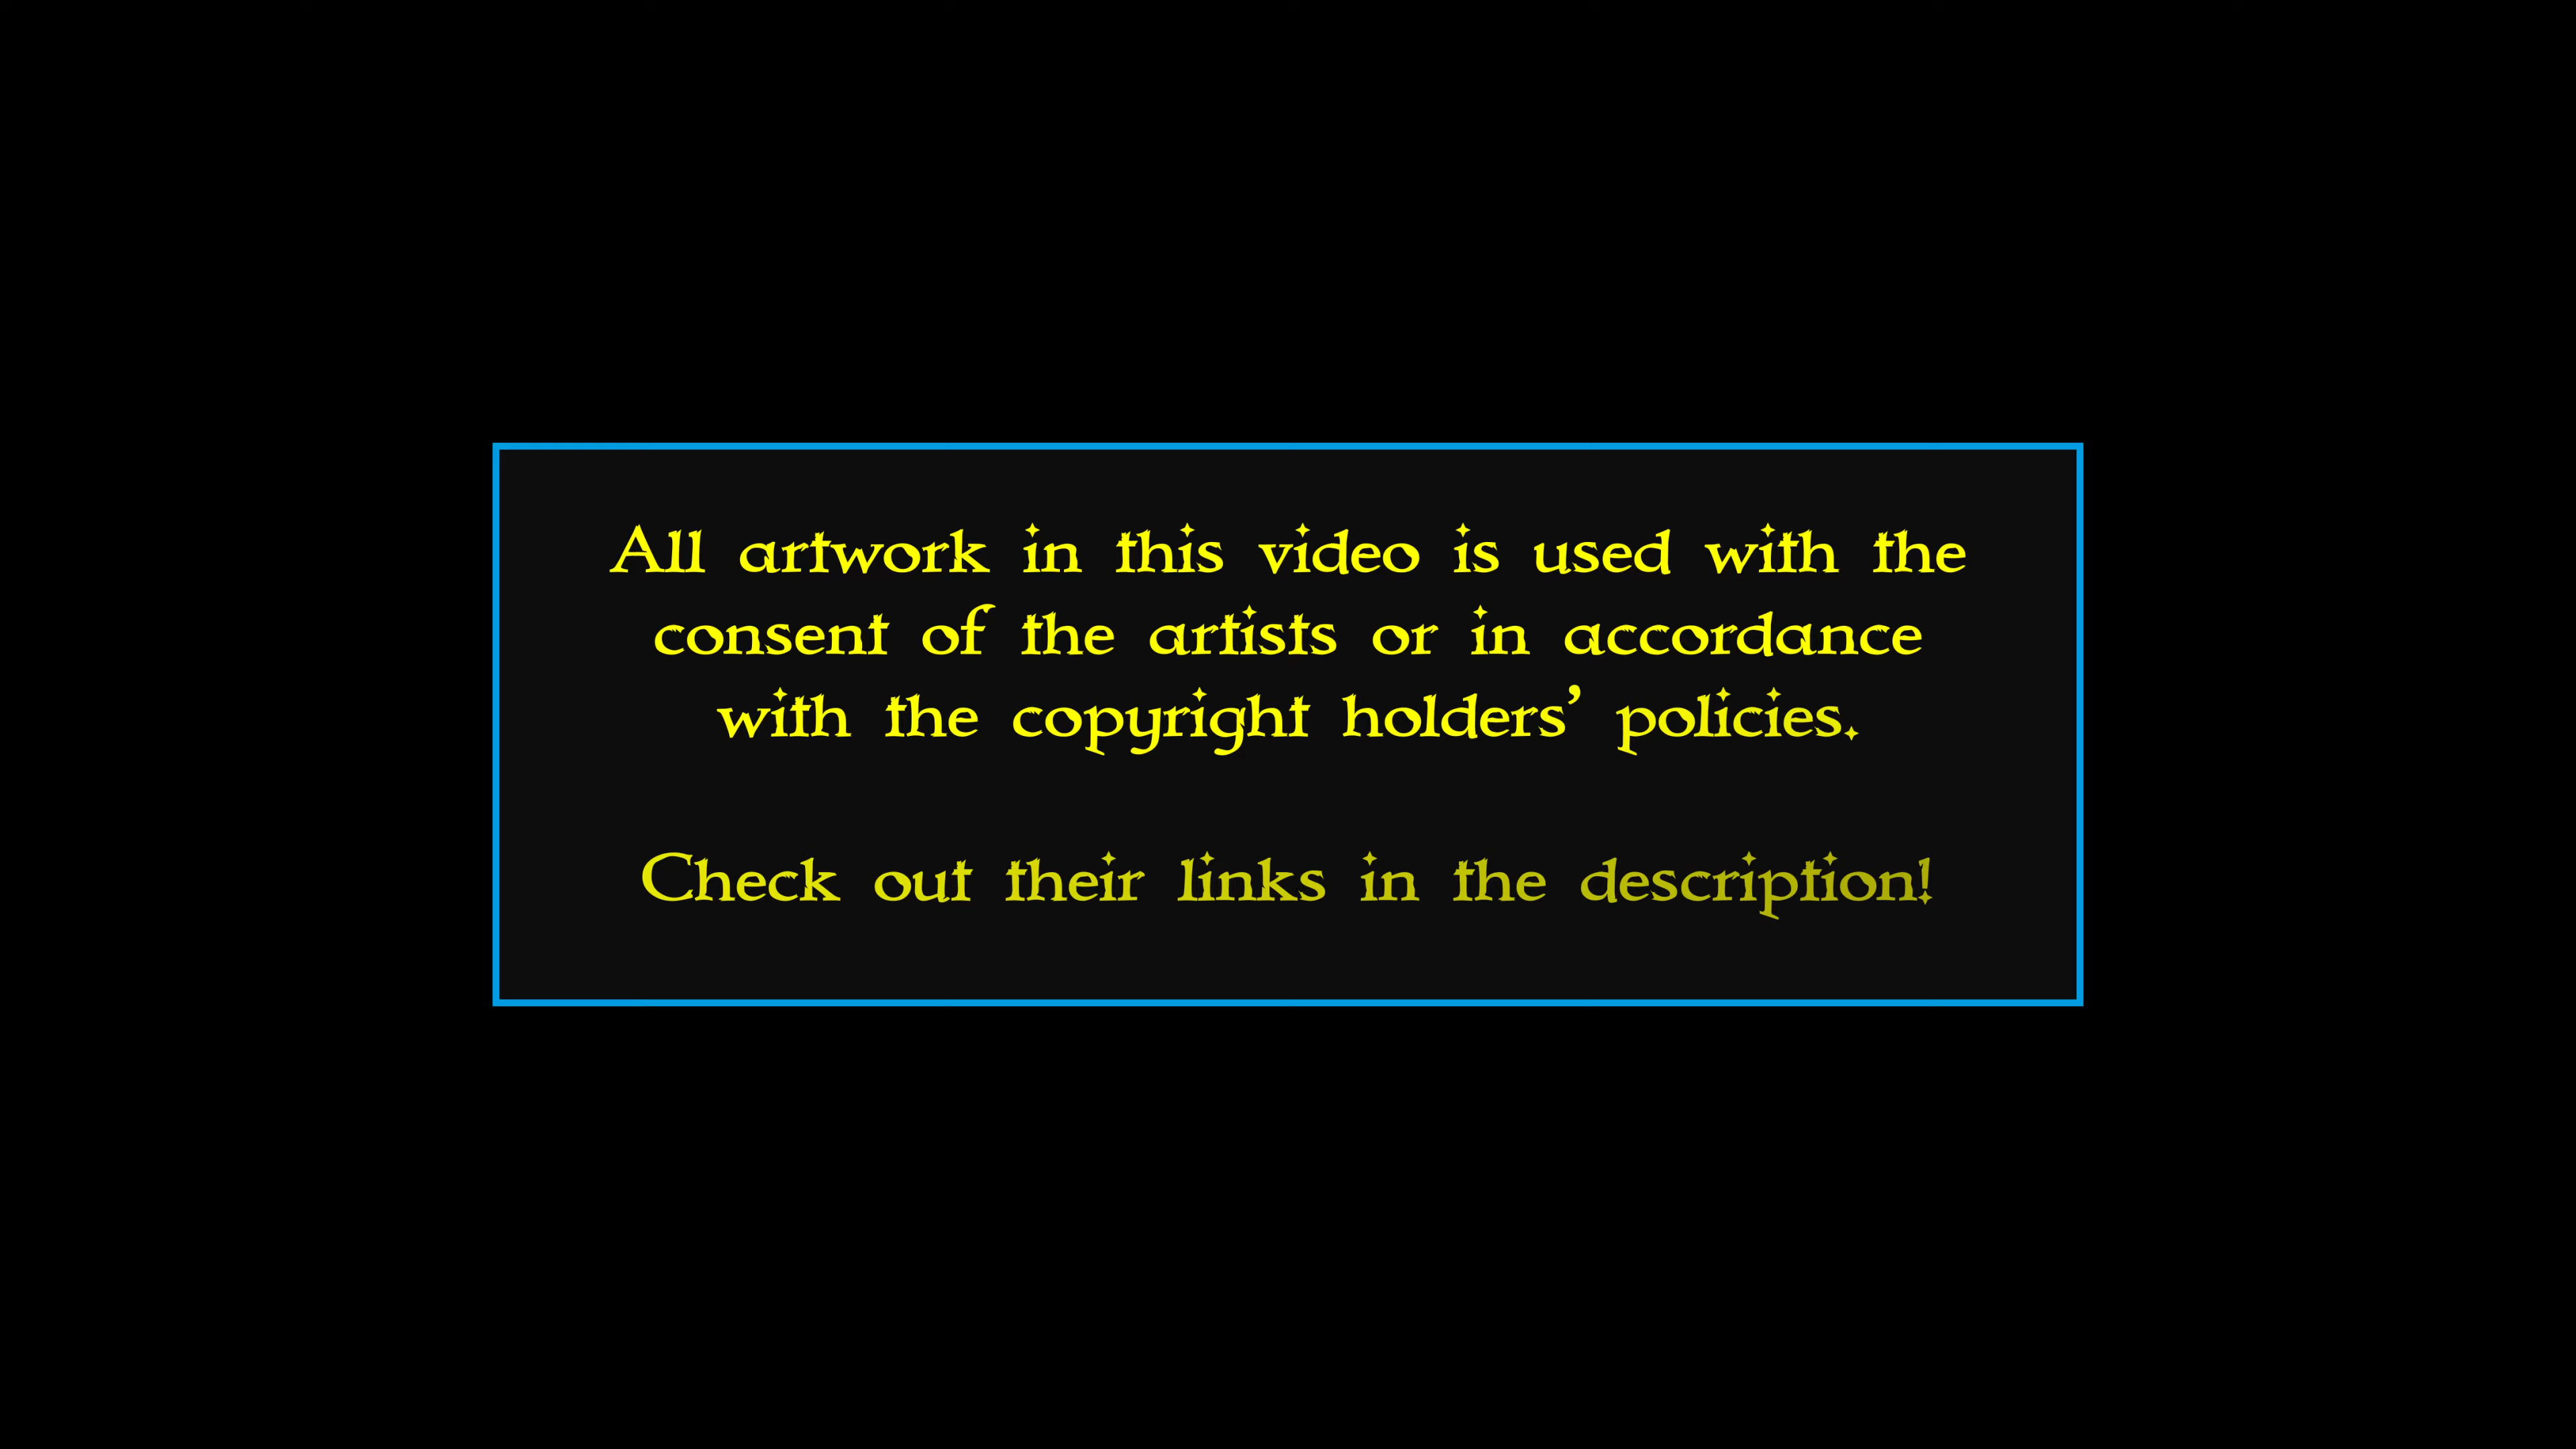 All artwork in this video is used with the
consent of the artists or in accordance
with the copyright holders’ policies.
Check out their links in the description!